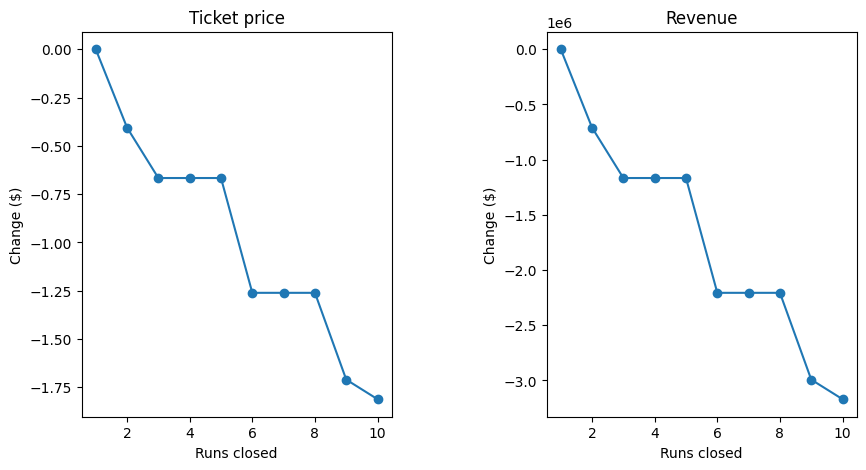 Ticket price
Change ($)
0.00
−0.25
−0.50
−0.75
−1.00
−1.25
−1.50
−1.75
2 4 6 8 10
Runs closed
Revenue
1e6
Change ($)
0.0
−0.5
−1.0
−1.5
−2.0
−2.5
−3.0
2 4 6 8 10
Runs closed